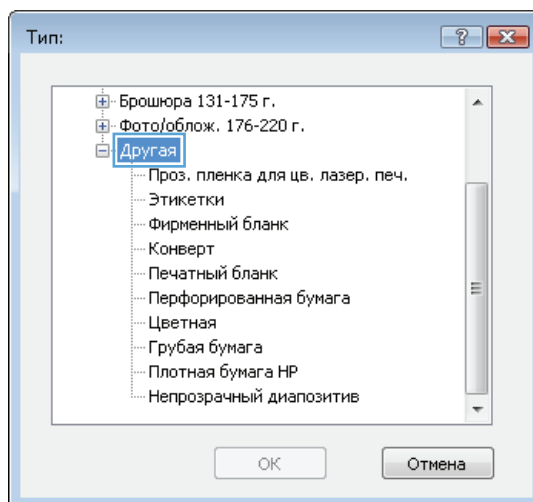 Тип:
Брошюра 131-175 г.
Фото/облож. 176-220 г.
Другая
Проз. пленка для цв. лазер. печ.
Этикетки
Фирменный бланк
Конверт
Печатный бланк
Перфорированная бумага
Цветная
Грубая бумага
Плотная бумага HP
Непрозрачный диапозитив
OK Отмена